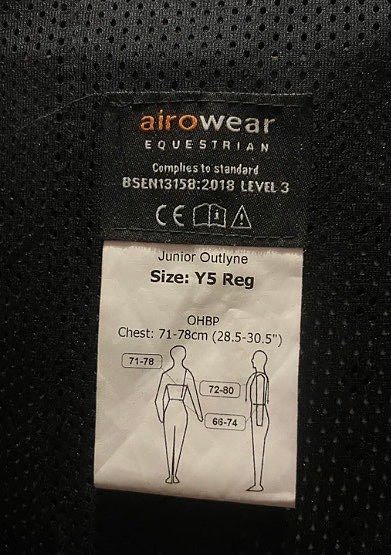 airowear
EQUESTRIAN
Complies to standard
BSEN13158:2018 LEVEL 3
CE
Junior Outlyne
Size: Y5 Reg
OHBP
Chest: 71-78cm (28.5-30.5")
71-78
72-80
66-74